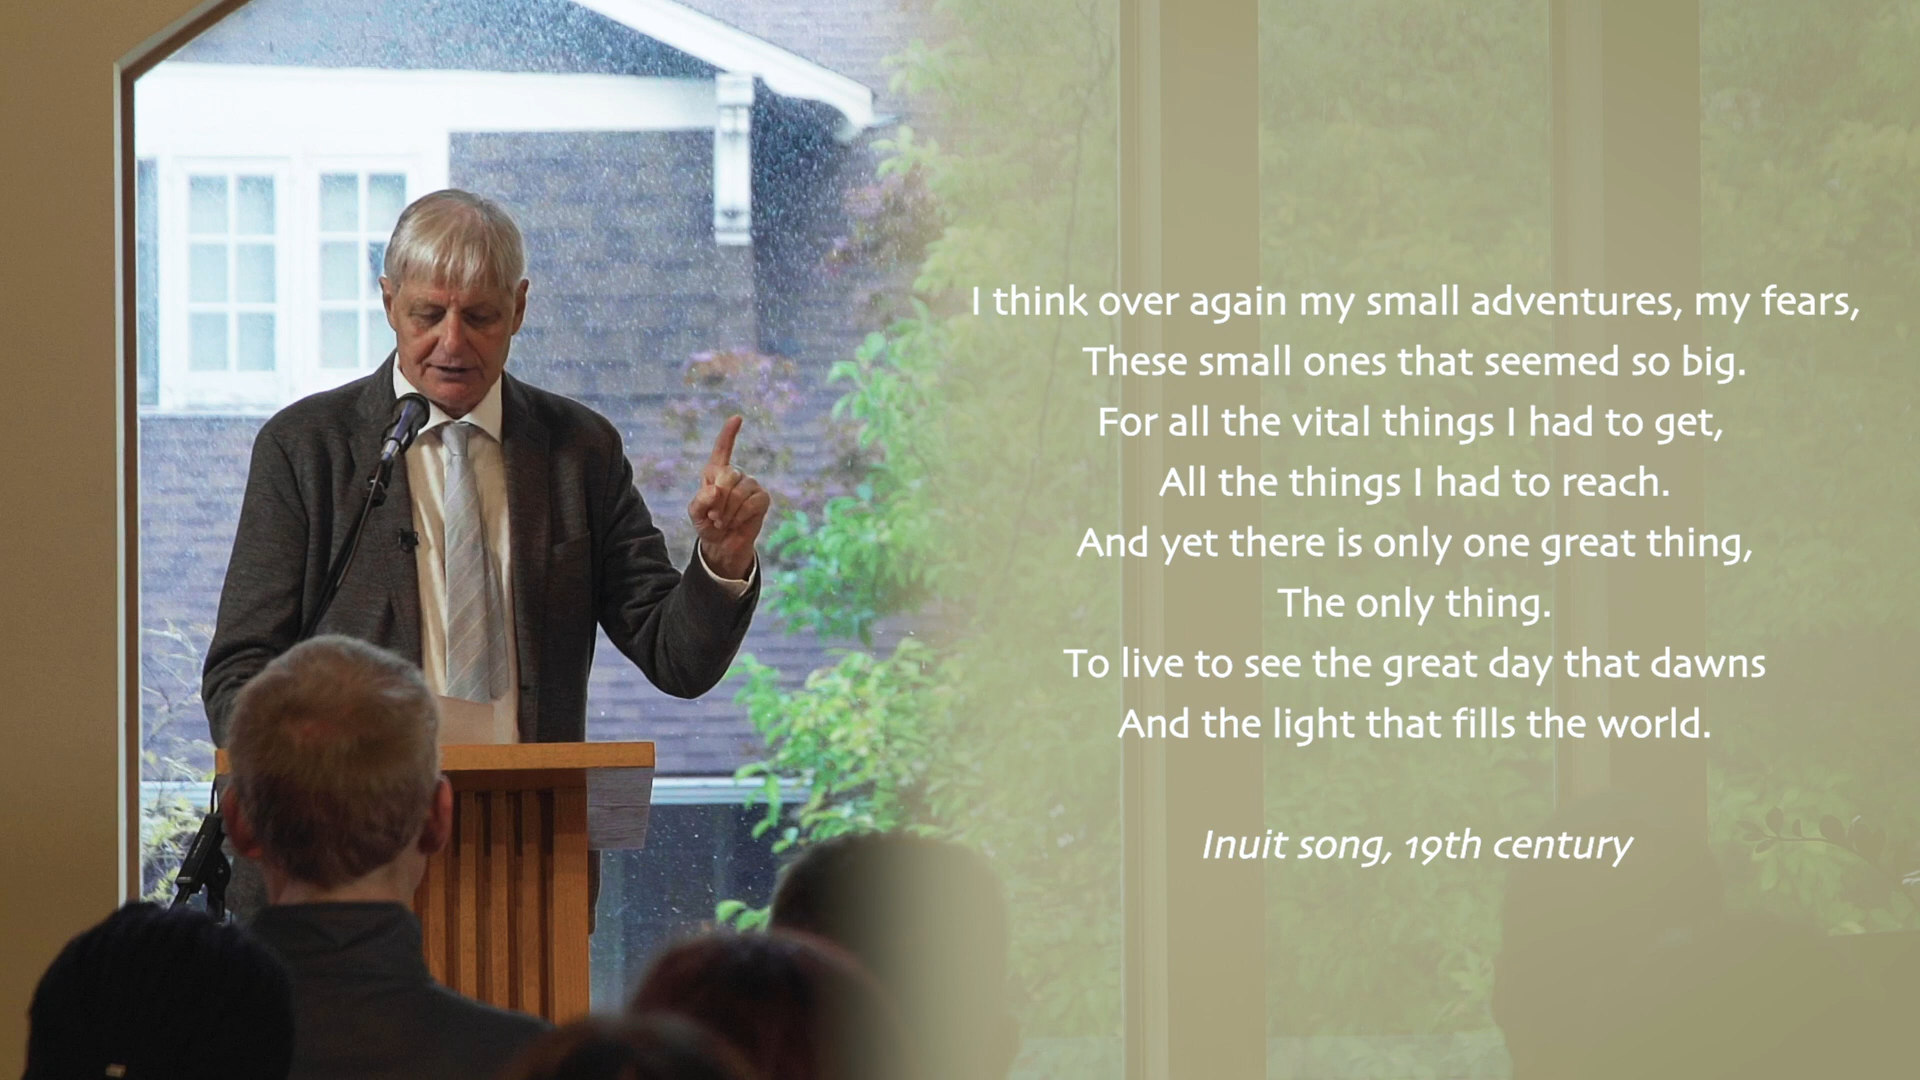 I think over again my small adventures, my fears,
These small ones that seemed so big.
For all the vital things I had to get,
All the things I had to reach.
And yet there is only one great thing,
The only thing.
To live to see the great day that dawns
And the light that fills the world.
Inuit song, 19th century